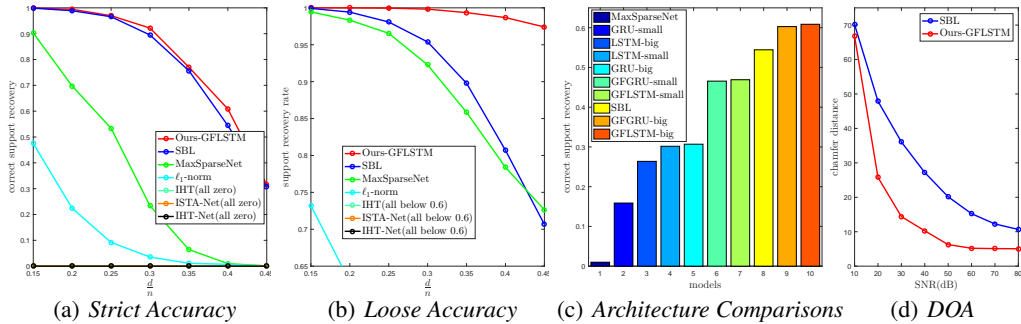 correct support recovery
1
0.9
0.8
0.7
0.6
0.5
0.4
0.3
0.2
0.1
0
Ours-GFLSTM
SBL
MaxSparseNet
ℓ₁-norm
IHT(all zero)
ISTA-Net(all zero)
IHT-Net(all zero)
0.15 0.2 0.25 0.3 0.35 0.4 0.45
d/n
(a) Strict Accuracy
support recovery rate
1
0.95
0.9
0.85
0.8
0.75
0.7
0.65
Ours-GFLSTM
SBL
MaxSparseNet
ℓ₁-norm
IHT(all below 0.6)
ISTA-Net(all below 0.6)
IHT-Net(all below 0.6)
0.15 0.2 0.25 0.3 0.35 0.4 0.45
d/n
(b) Loose Accuracy
correct support recovery
0.6
0.5
0.4
0.3
0.2
0.1
0
MaxSparseNet
GRU-small
LSTM-big
LSTM-small
GRU-big
GFGRU-small
GFLSTM-small
SBL
GFGRU-big
GFLSTM-big
1 2 3 4 5 6 7 8 9 10
models
(c) Architecture Comparisons
chamfer distance
70
60
50
40
30
20
10
0
SBL
Ours-GFLSTM
10 20 30 40 50 60 70 80
SNR(dB)
(d) DOA